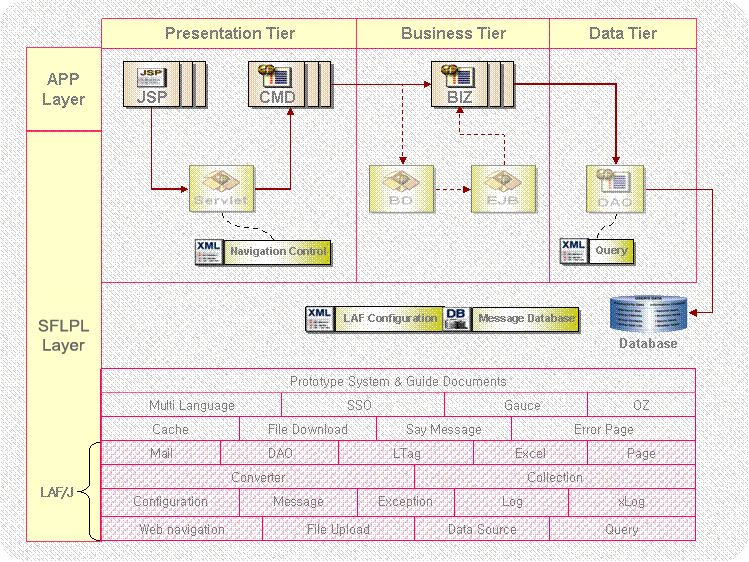 Presentation Tier
Business Tier
Data Tier
APP
Layer
JSP
JSP
CMD
BIZ
Servlet
BD
EJB
DAO
XML
Navigation Control
XML
Query
SFLPL
Layer
XML
LAF Configuration
DB
Message Database
Database
Prototype System & Guide Documents
Multi Language
SSO
Gauce
OZ
Cache
File Download
Say Message
Error Page
LAF/J
Mail
DAO
LTag
Excel
Page
Converter
Collection
Configuration
Message
Exception
Log
xLog
Web navigation
File Upload
Data Source
Query